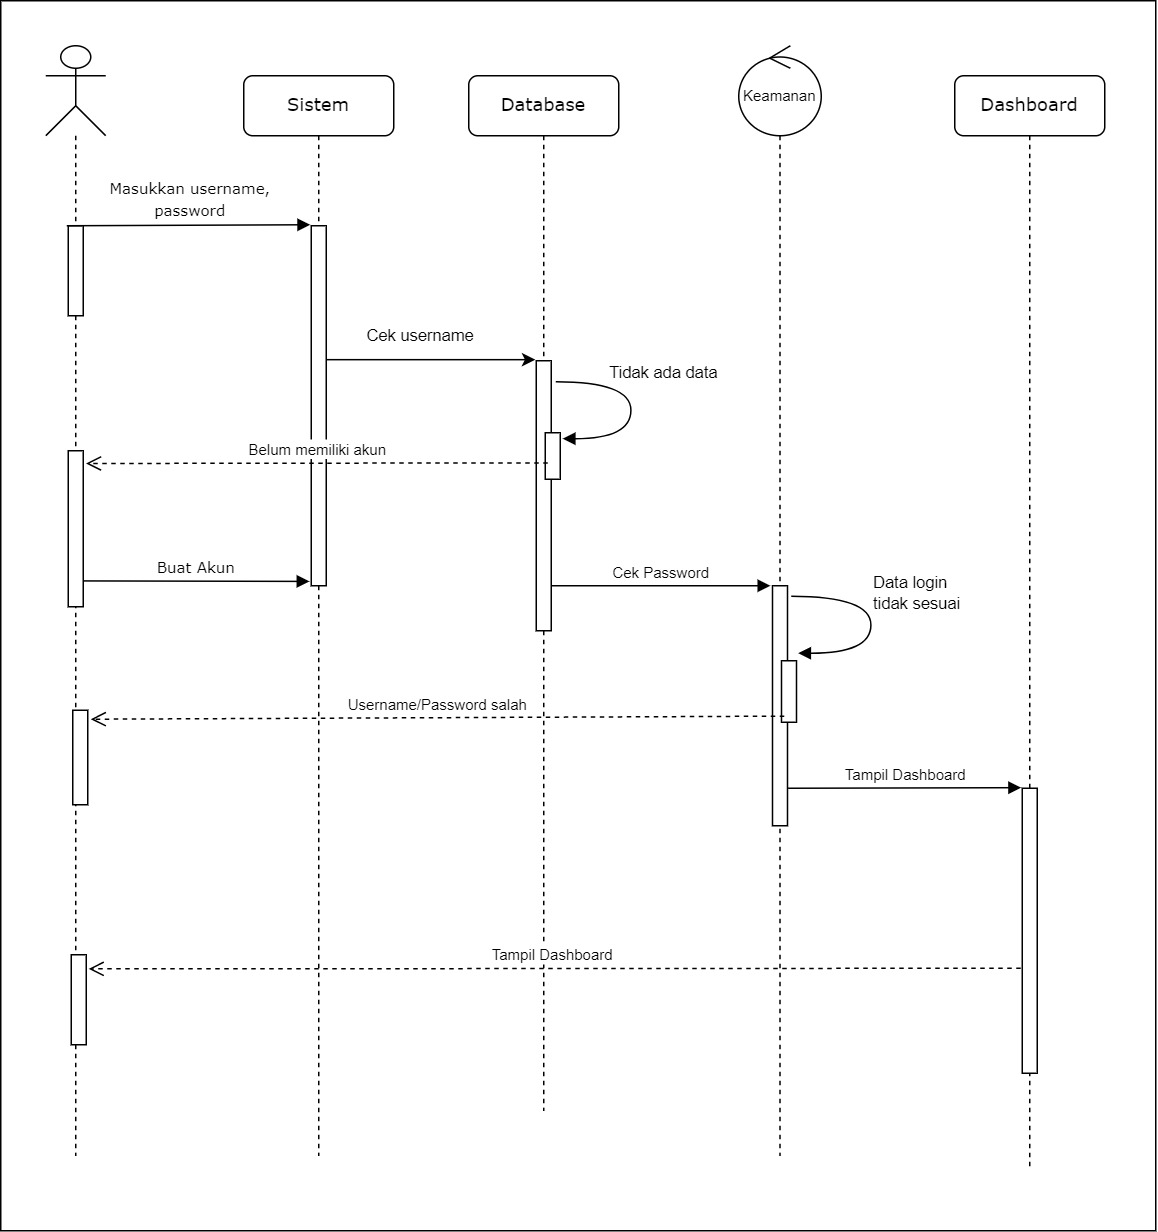 Sistem
Database
Keamanan
Dashboard
Masukkan username,
password
Cek username
Tidak ada data
Belum memiliki akun
Buat Akun
Cek Password
Data login
tidak sesuai
Username/Password salah
Tampil Dashboard
Tampil Dashboard